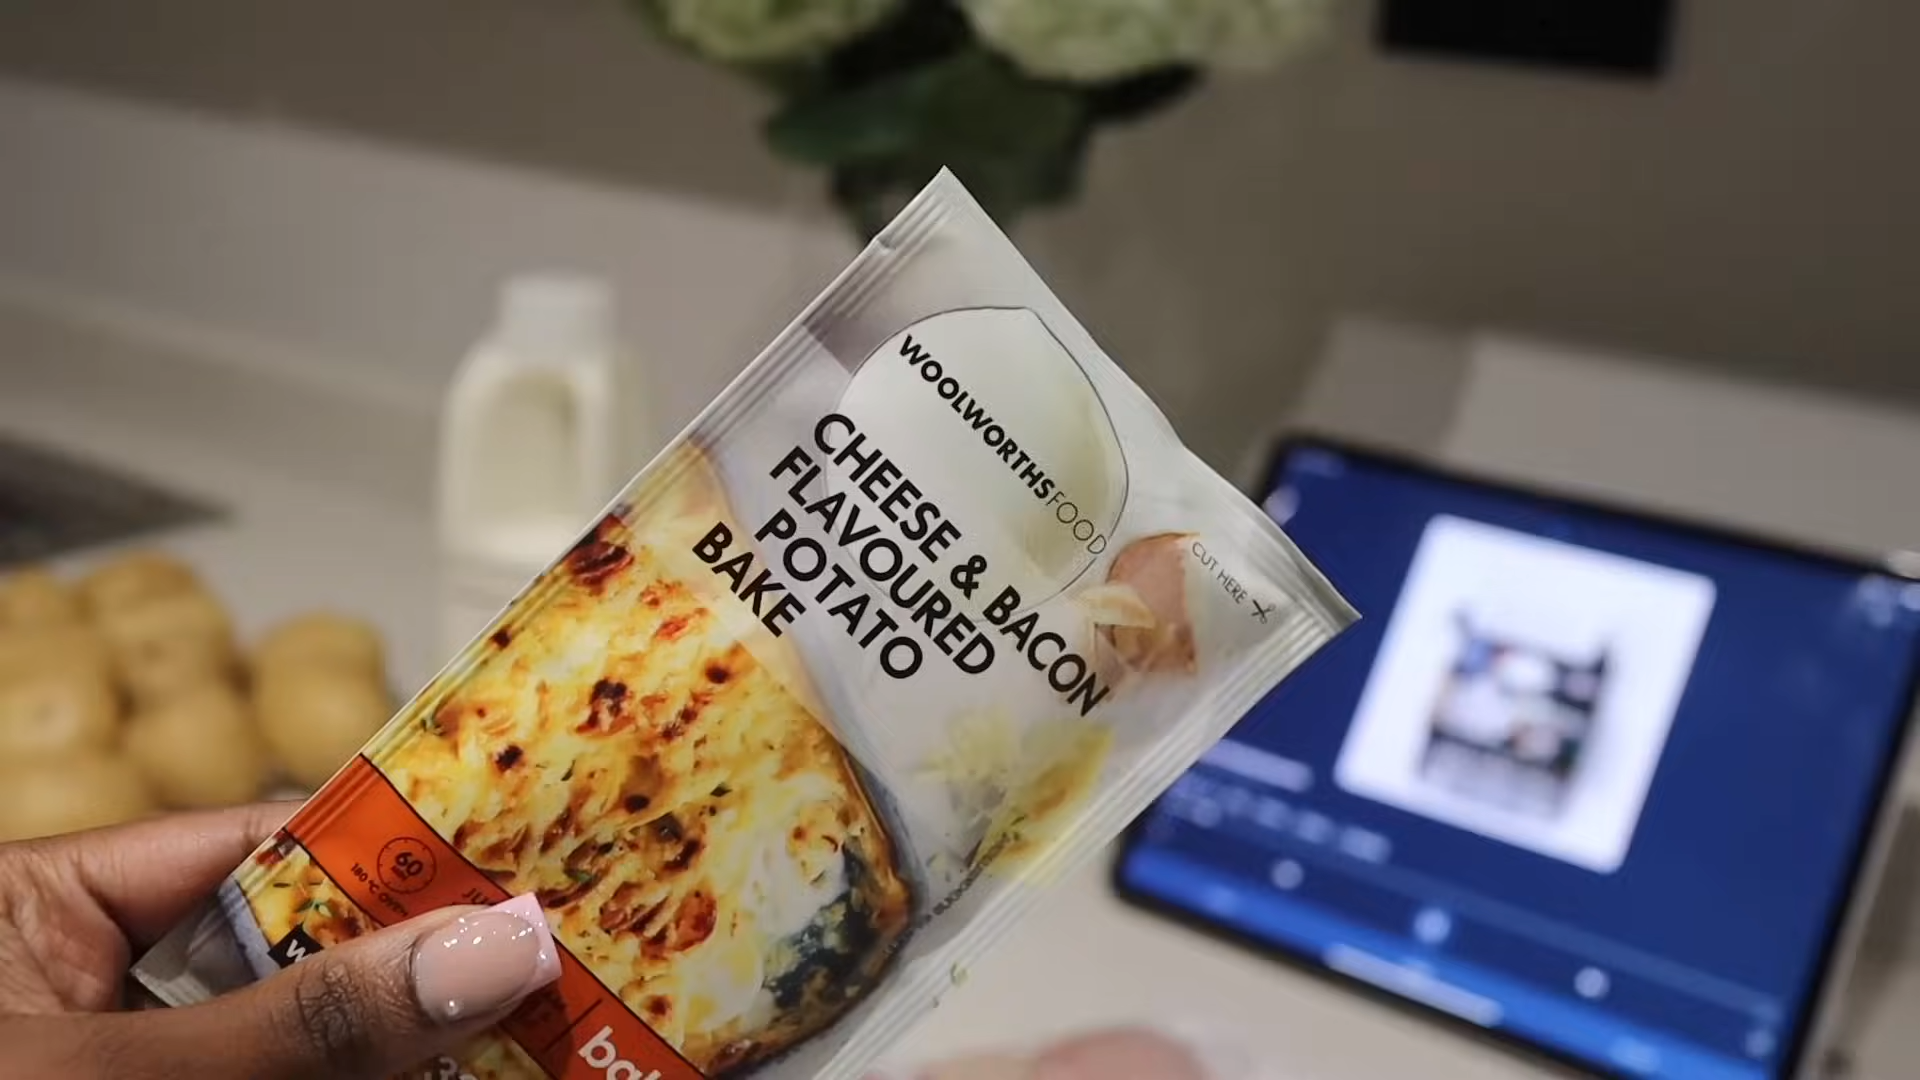 WOOLWORTHSFOOD
CHEESE & BACON
FLAVOURED
POTATO
BAKE
CUT HERE
60
180 °C OVEN